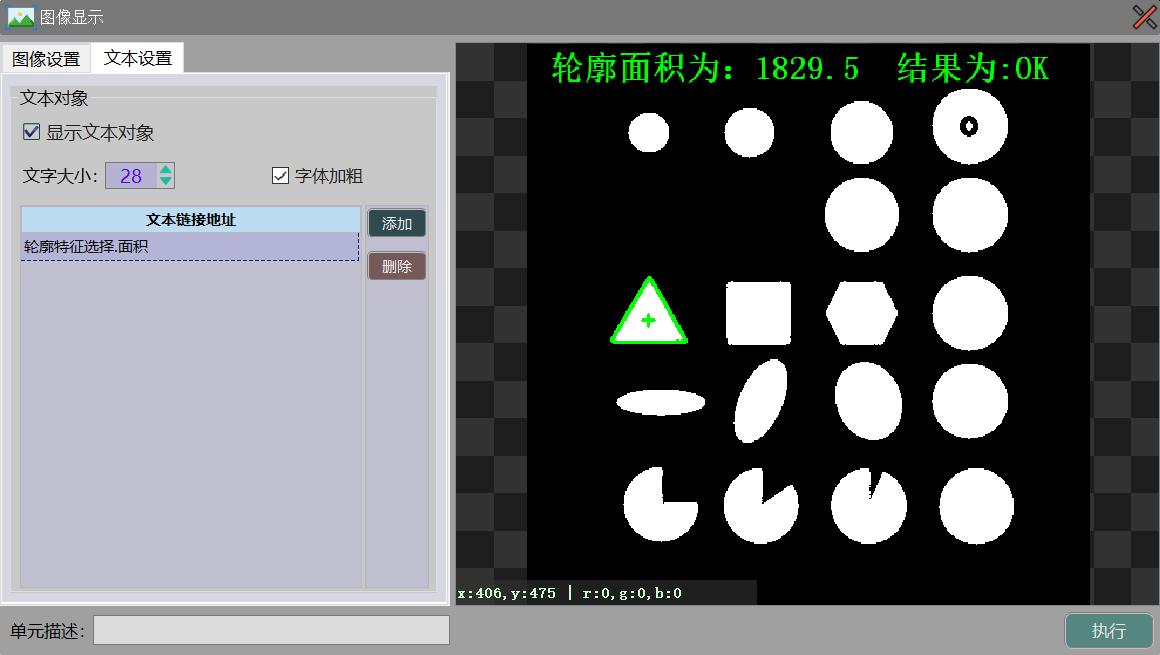 图像显示
图像设置 文本设置
文本对象
显示文本对象
文字大小: 28 字体加粗
文本链接地址
轮廓特征选择.面积
添加
删除
轮廓面积为：1829.5 结果为:OK
x:406,y:475 | r:0,g:0,b:0
单元描述:
执行